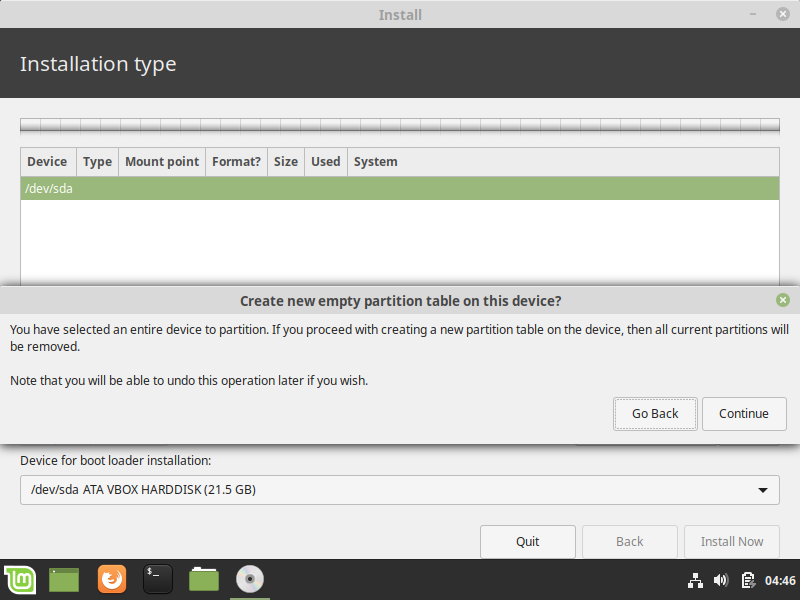 Install
Installation type
Device Type Mount point Format? Size Used System
/dev/sda
Create new empty partition table on this device?
You have selected an entire device to partition. If you proceed with creating a new partition table on the device, then all current partitions will
be removed.
Note that you will be able to undo this operation later if you wish.
Go Back Continue
Device for boot loader installation:
/dev/sda ATA VBOX HARDDISK (21.5 GB)
Quit Back Install Now
$_ 04:46